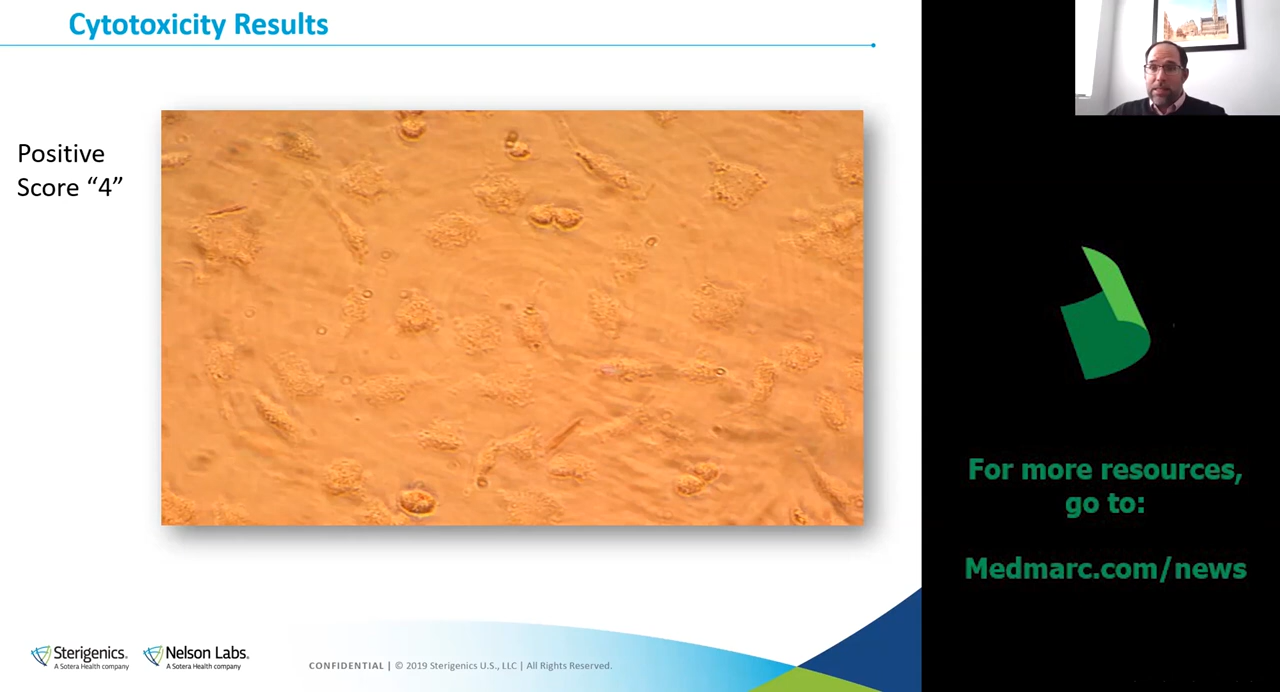 Cytotoxicity Results
Positive
Score “4”
Sterigenics.
A Sotera Health company
Nelson Labs.
A Sotera Health company
CONFIDENTIAL | © 2019 Sterigenics U.S., LLC | All Rights Reserved.
For more resources,
go to:
Medmarc.com/news